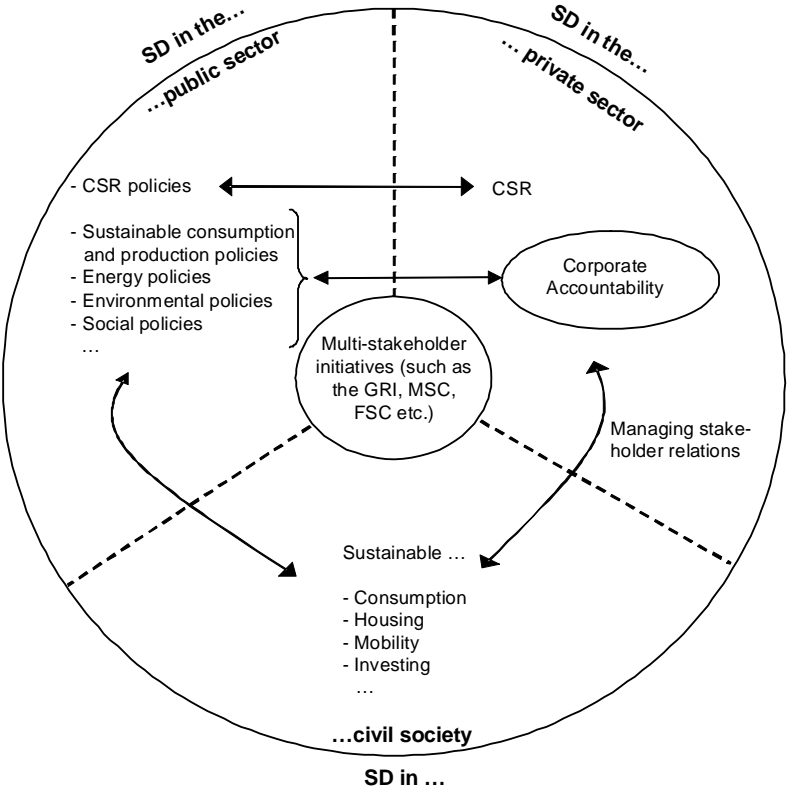 SD in the…
…public sector
SD in the…
… private sector
- CSR policies
CSR
- Sustainable consumption
and production policies
- Energy policies
- Environmental policies
- Social policies
…
Corporate
Accountability
Multi-stakeholder
initiatives (such as
the GRI, MSC,
FSC etc.)
Managing stake-
holder relations
Sustainable …
- Consumption
- Housing
- Mobility
- Investing
…
…civil society
SD in …